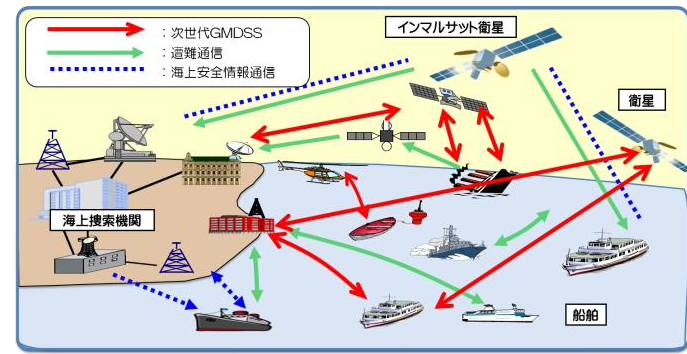 ：次世代GMDSS
：遭難通信
：海上安全情報通信
インマルサット衛星
衛星
海上捜索機関
船舶